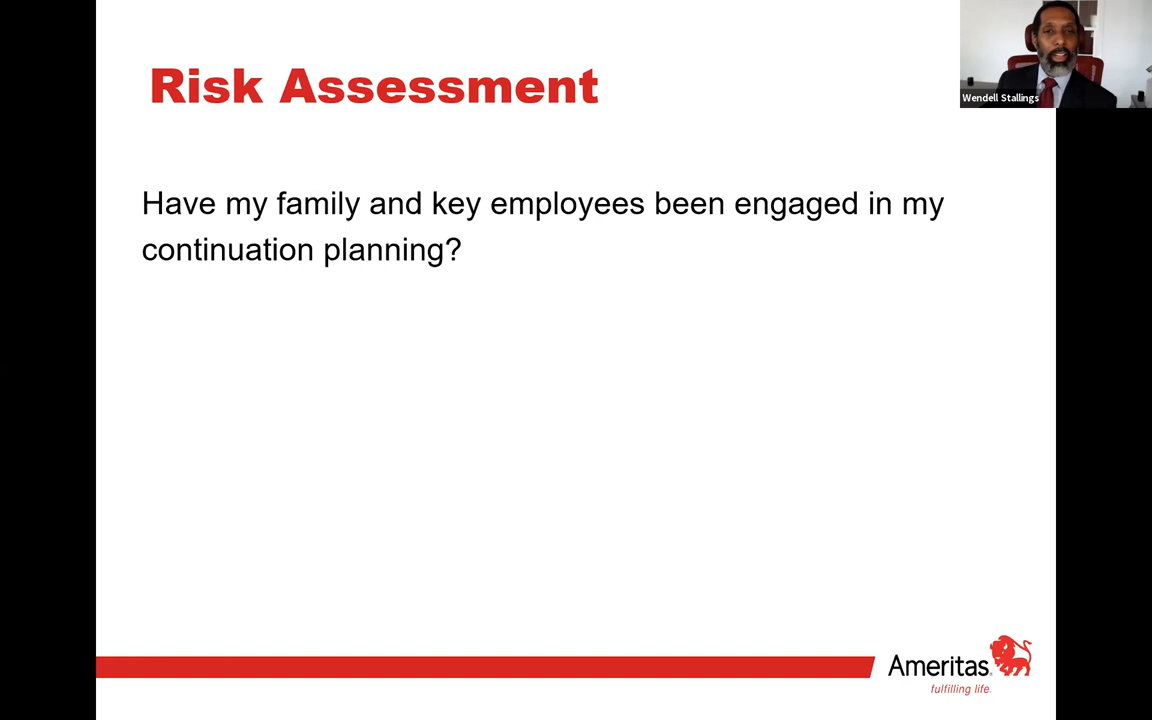 Risk Assessment
Wendell Stallings
Have my family and key employees been engaged in my
continuation planning?
Ameritas
fulfilling life.